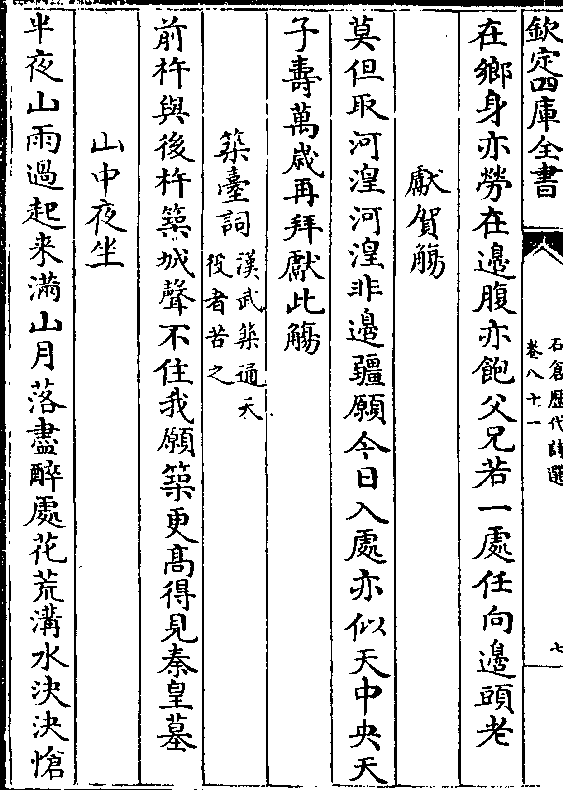 欽定四庫全書
石倉歷代詩選
卷八十一
七
在鄉身亦勞在邊腹亦飽父兄若一處任向邊頭老
獻賀觴
莫但取河湟河湟非邊疆願今日入處亦似天中央天
子壽萬歲再拜獻此觴
築臺詞
漢武築通天
役者苦之
前杵與後杵築城聲不住我願築更高得見秦皇墓
山中夜坐
半夜山雨過起来滿山月落盡醉處花荒溝水決決愴